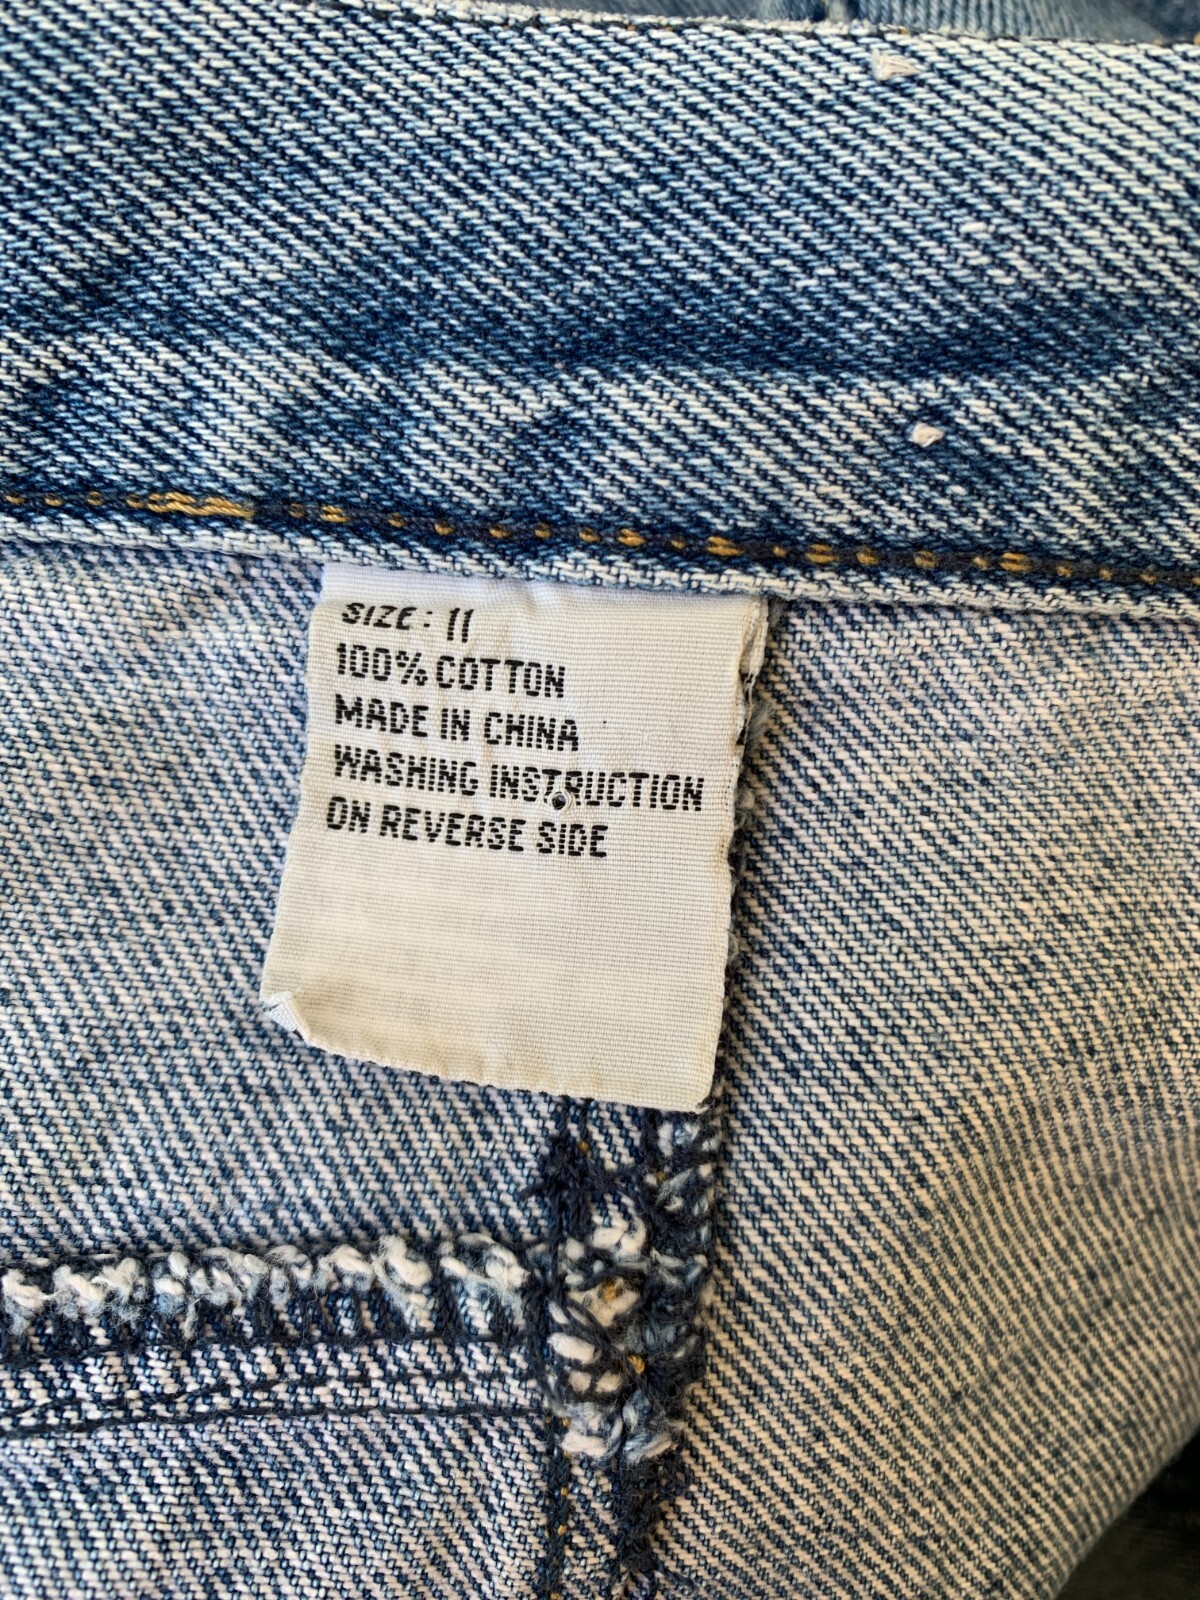 SIZE: 11
100% COTTON
MADE IN CHINA
WASHING INSTRUCTION
ON REVERSE SIDE